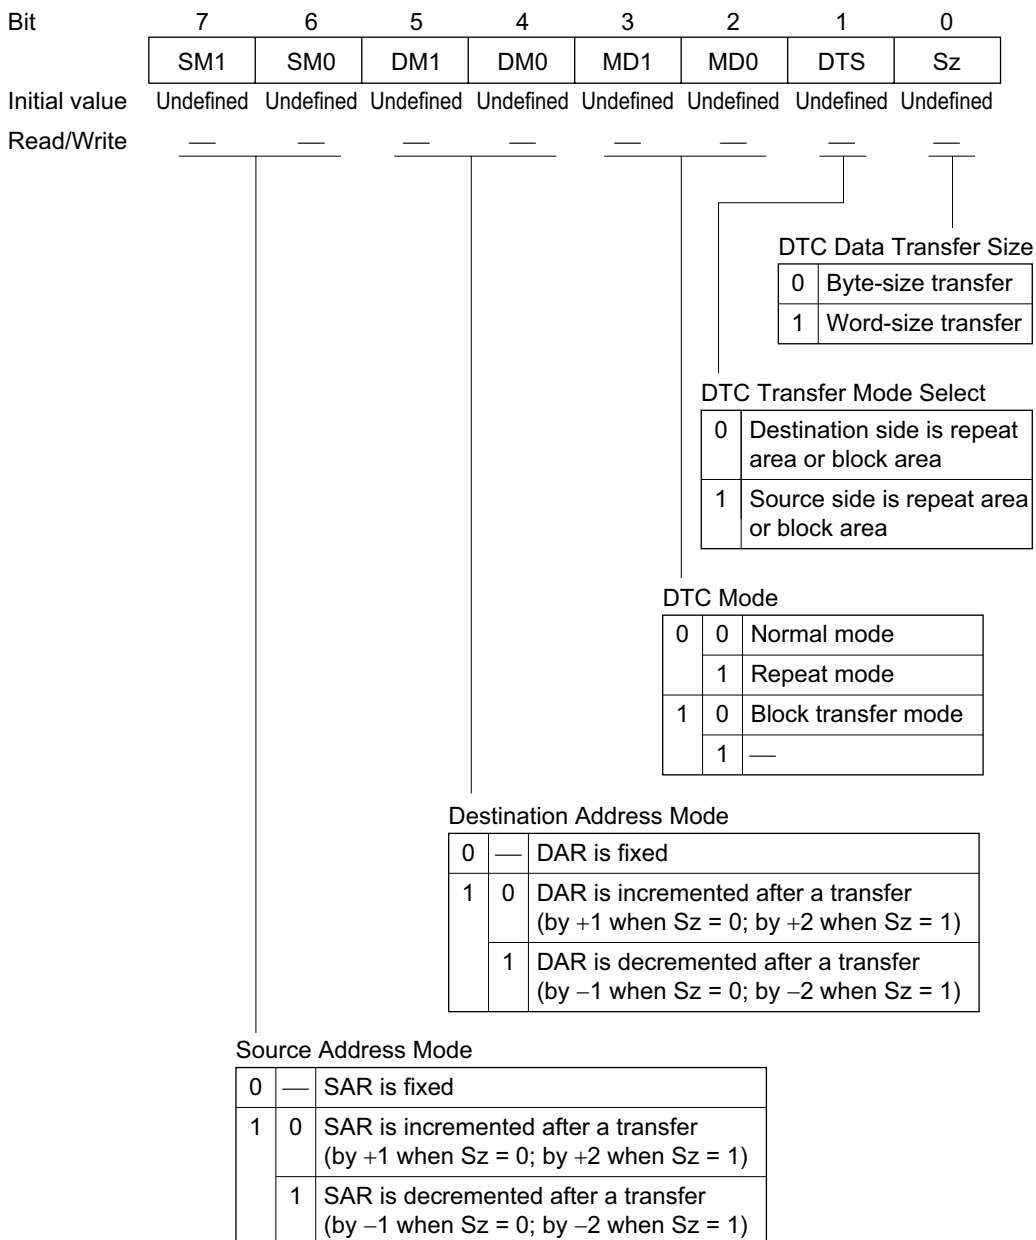 Bit 7 6 5 4 3 2 1 0
SM1 SM0 DM1 DM0 MD1 MD0 DTS Sz
Initial value Undefined Undefined Undefined Undefined Undefined Undefined Undefined Undefined
Read/Write — — — — — — — —
DTC Data Transfer Size
0 Byte-size transfer
1 Word-size transfer
DTC Transfer Mode Select
0 Destination side is repeat
area or block area
1 Source side is repeat area
or block area
DTC Mode
0 0 Normal mode
1 Repeat mode
1 0 Block transfer mode
1 —
Destination Address Mode
0 — DAR is fixed
1 0 DAR is incremented after a transfer
(by +1 when Sz = 0; by +2 when Sz = 1)
1 DAR is decremented after a transfer
(by −1 when Sz = 0; by −2 when Sz = 1)
Source Address Mode
0 — SAR is fixed
1 0 SAR is incremented after a transfer
(by +1 when Sz = 0; by +2 when Sz = 1)
1 SAR is decremented after a transfer
(by −1 when Sz = 0; by −2 when Sz = 1)